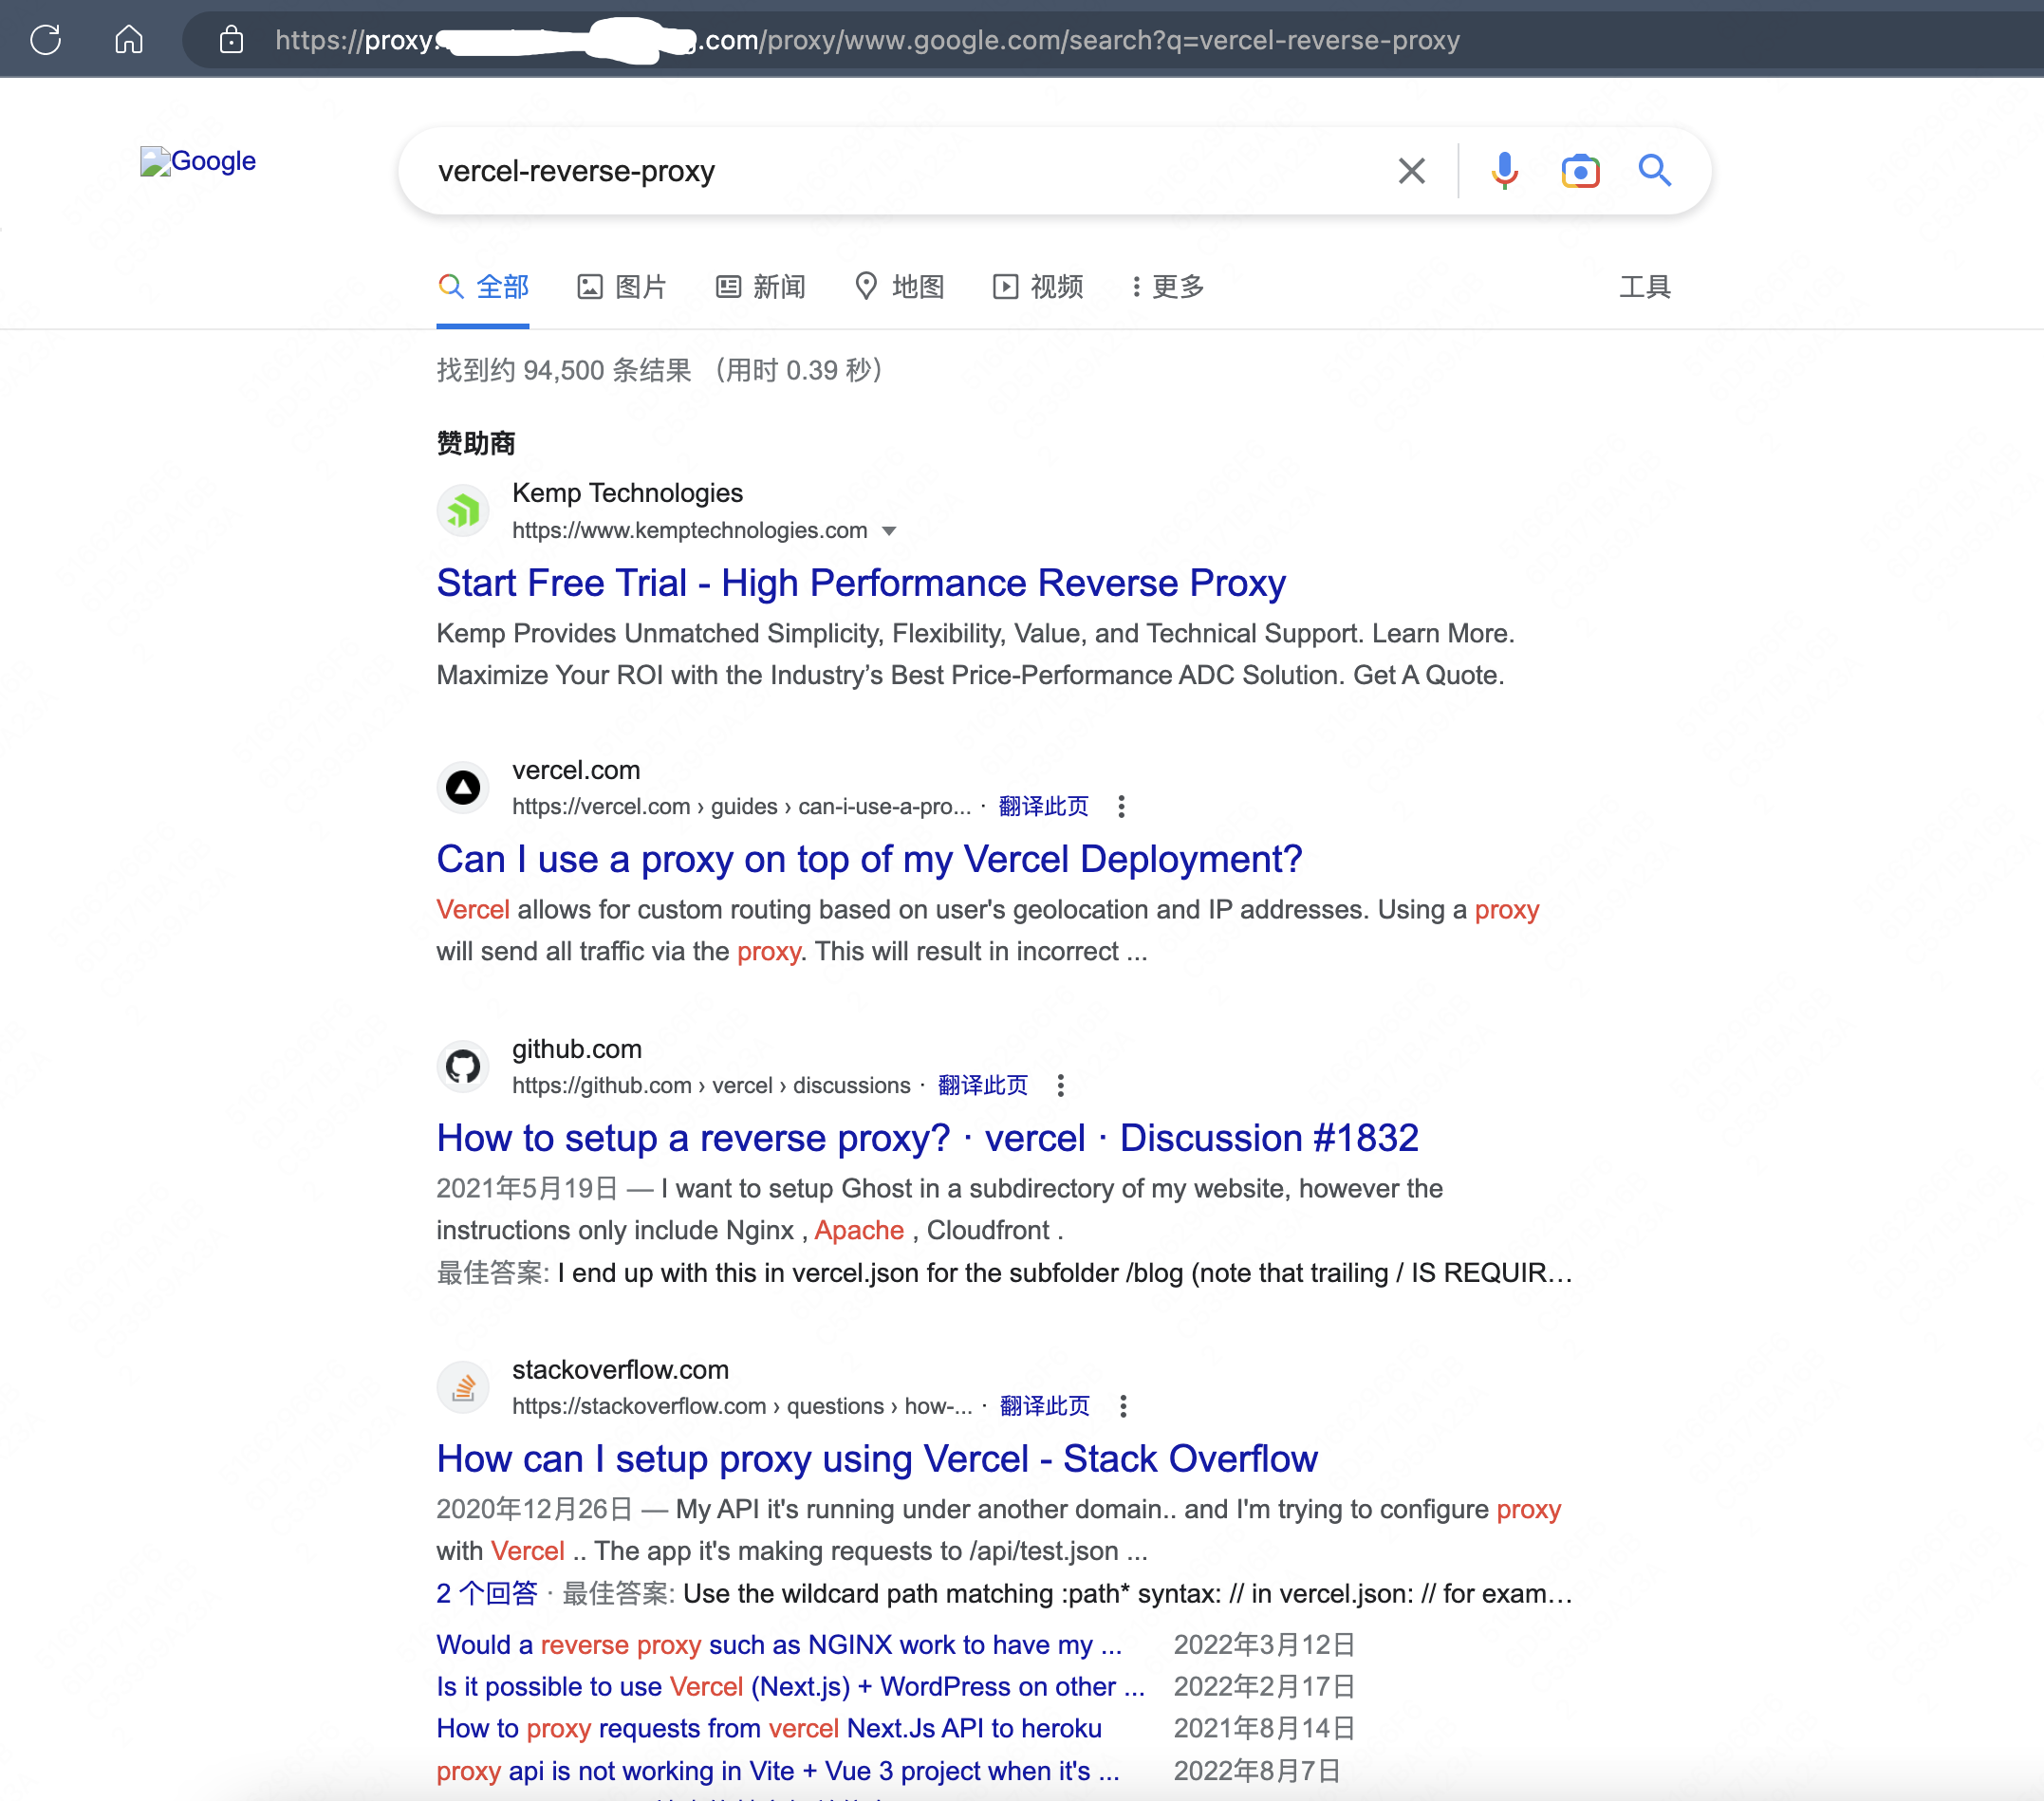 https://proxy.
.com/proxy/www.google.com/search?q=vercel-reverse-proxy
Google
vercel-reverse-proxy
全部
图片
新闻
地图
视频
更多
工具
找到约 94,500 条结果 （用时 0.39 秒）
赞助商
Kemp Technologies
https://www.kemptechnologies.com
Start Free Trial - High Performance Reverse Proxy
Kemp Provides Unmatched Simplicity, Flexibility, Value, and Technical Support. Learn More.
Maximize Your ROI with the Industry’s Best Price-Performance ADC Solution. Get A Quote.
vercel.com
https://vercel.com › guides › can-i-use-a-pro... · 翻译此页
Can I use a proxy on top of my Vercel Deployment?
Vercel allows for custom routing based on user's geolocation and IP addresses. Using a proxy
will send all traffic via the proxy. This will result in incorrect ...
github.com
https://github.com › vercel › discussions · 翻译此页
How to setup a reverse proxy? · vercel · Discussion #1832
2021年5月19日 — I want to setup Ghost in a subdirectory of my website, however the
instructions only include Nginx , Apache , Cloudfront .
最佳答案: I end up with this in vercel.json for the subfolder /blog (note that trailing / IS REQUIR…
stackoverflow.com
https://stackoverflow.com › questions › how-... · 翻译此页
How can I setup proxy using Vercel - Stack Overflow
2020年12月26日 — My API it's running under another domain.. and I'm trying to configure proxy
with Vercel .. The app it's making requests to /api/test.json ...
2 个回答 · 最佳答案: Use the wildcard path matching :path* syntax: // in vercel.json: // for exam…
Would a reverse proxy such as NGINX work to have my ... 2022年3月12日
Is it possible to use Vercel (Next.js) + WordPress on other ... 2022年2月17日
How to proxy requests from vercel Next.Js API to heroku 2021年8月14日
proxy api is not working in Vite + Vue 3 project when it's ... 2022年8月7日